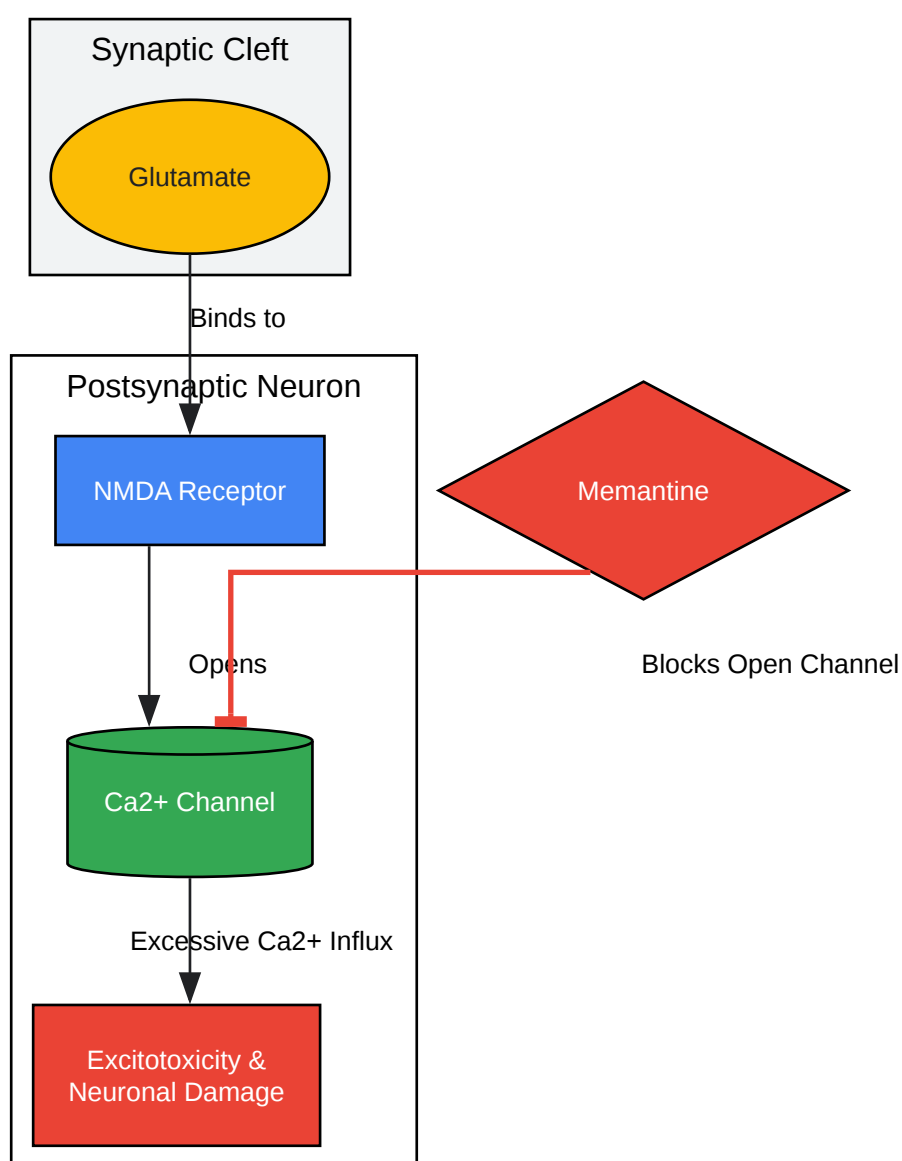 Synaptic Cleft
Glutamate
Binds to
Postsynaptic Neuron
NMDA Receptor
Memantine
Opens
Blocks Open Channel
Ca2+ Channel
Excessive Ca2+ Influx
Excitotoxicity &
Neuronal Damage